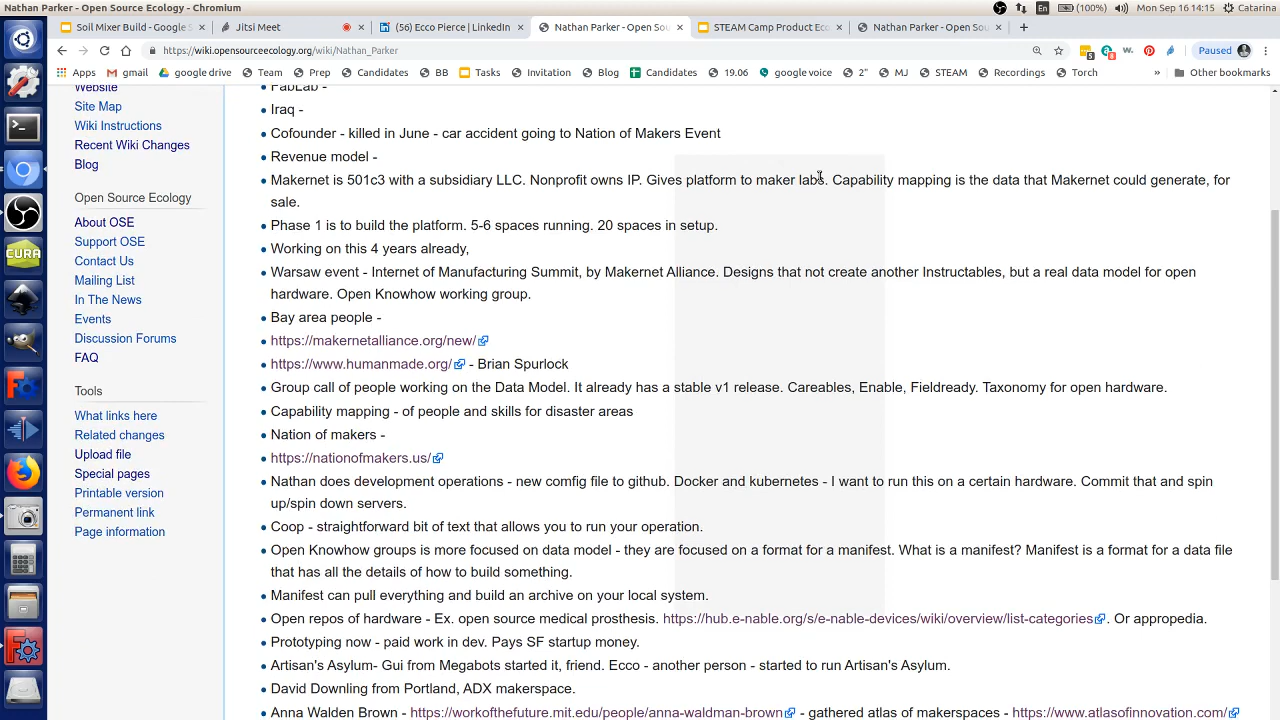 Nathan Parker - Open Source Ecology - Chromium
En (100%) Mon Sep 16 14:15 Catarina
Soil Mixer Build - Google S × Jitsi Meet × (56) Ecco Pierce | LinkedIn × Nathan Parker - Open Sou × STEAM Camp Product Ec × Nathan Parker - Open Sou × +
https://wiki.opensourceecology.org/wiki/Nathan_Parker Paused
Apps gmail google drive Team Prep Candidates BB Tasks Invitation Blog Candidates 19.06 google voice 2" MJ STEAM Recordings Torch » Other bookmarks
Website
Site Map
Wiki Instructions
Recent Wiki Changes
Blog
Open Source Ecology
About OSE
Support OSE
Contact Us
Mailing List
In The News
Events
Discussion Forums
FAQ
Tools
What links here
Related changes
Upload file
Special pages
Printable version
Permanent link
Page information
FabLab -
Iraq -
Cofounder - killed in June - car accident going to Nation of Makers Event
Revenue model -
Makernet is 501c3 with a subsidiary LLC. Nonprofit owns IP. Gives platform to maker labs. Capability mapping is the data that Makernet could generate, for
sale.
Phase 1 is to build the platform. 5-6 spaces running. 20 spaces in setup.
Working on this 4 years already,
Warsaw event - Internet of Manufacturing Summit, by Makernet Alliance. Designs that not create another Instructables, but a real data model for open
hardware. Open Knowhow working group.
Bay area people -
https://makernetalliance.org/new/
https://www.humanmade.org/ - Brian Spurlock
Group call of people working on the Data Model. It already has a stable v1 release. Careables, Enable, Fieldready. Taxonomy for open hardware.
Capability mapping - of people and skills for disaster areas
Nation of makers -
https://nationofmakers.us/
Nathan does development operations - new comfig file to github. Docker and kubernetes - I want to run this on a certain hardware. Commit that and spin
up/spin down servers.
Coop - straightforward bit of text that allows you to run your operation.
Open Knowhow groups is more focused on data model - they are focused on a format for a manifest. What is a manifest? Manifest is a format for a data file
that has all the details of how to build something.
Manifest can pull everything and build an archive on your local system.
Open repos of hardware - Ex. open source medical prosthesis. https://hub.e-nable.org/s/e-nable-devices/wiki/overview/list-categories . Or appropedia.
Prototyping now - paid work in dev. Pays SF startup money.
Artisan's Asylum- Gui from Megabots started it, friend. Ecco - another person - started to run Artisan's Asylum.
David Downling from Portland, ADX makerspace.
Anna Walden Brown - https://workofthefuture.mit.edu/people/anna-waldman-brown - gathered atlas of makerspaces - https://www.atlasofinnovation.com/
CURA